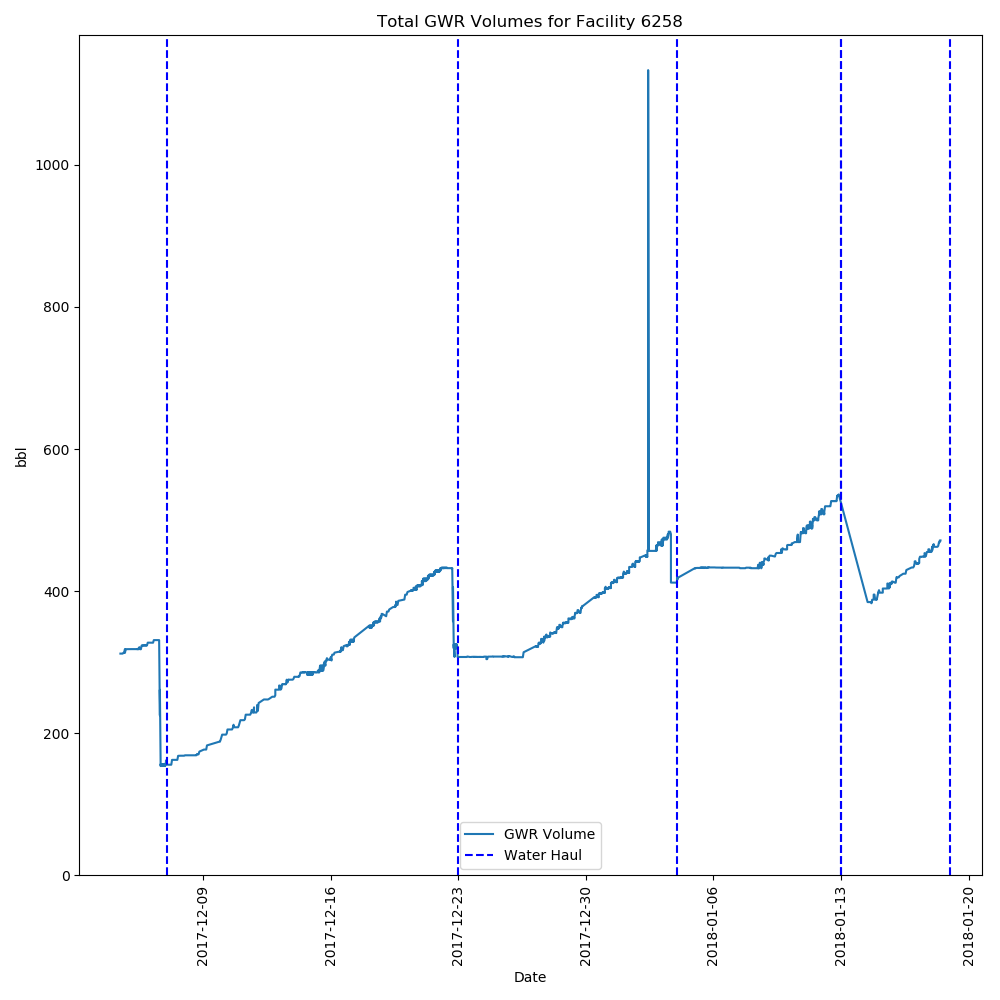 Total GWR Volumes for Facility 6258
1000
800
600
400
200
0
bbl
GWR Volume
Water Haul
2017-12-09
2017-12-16
2017-12-23
2017-12-30
2018-01-06
2018-01-13
2018-01-20
Date